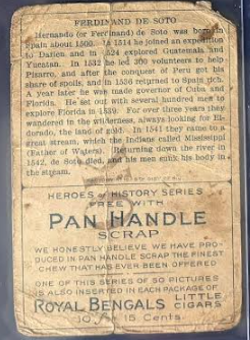 FERDINAND DE SOTO
Hernando (or Ferdinand) de Soto was born in
Spain about 1500. In 1514 he joined an expedition
to Darien and in 1524 explored Guatemala and
Yucatan. In 1532 he led 300 volunteers to help
Pizarro, and after the conquest of Peru got his
share of spoils, and in 1536 returned to Spain rich.
A year later he was made governor of Cuba and
Florida. He set out with several hundred men to
explore Florida in 1539. For over three years they
wandered in the wilderness, always looking for El-
dorado, the land of gold. In 1541 they came to a
great stream, which the Indians called Mississippi
(Father of Waters). Returning down the river in
1542, de Soto died, and his men sunk his body in
the stream.
HEROES of HISTORY SERIES
FREE WITH
PAN HANDLE
SCRAP
WE HONESTLY BELIEVE WE HAVE PRO-
DUCED IN PAN HANDLE SCRAP THE FINEST
CHEW THAT HAS EVER BEEN OFFERED
ONE OF THIS SERIES OF 50 PICTURES
IS ALSO INSERTED IN EACH PACKAGE OF
ROYAL BENGALS LITTLE CIGARS
10 15 Cents